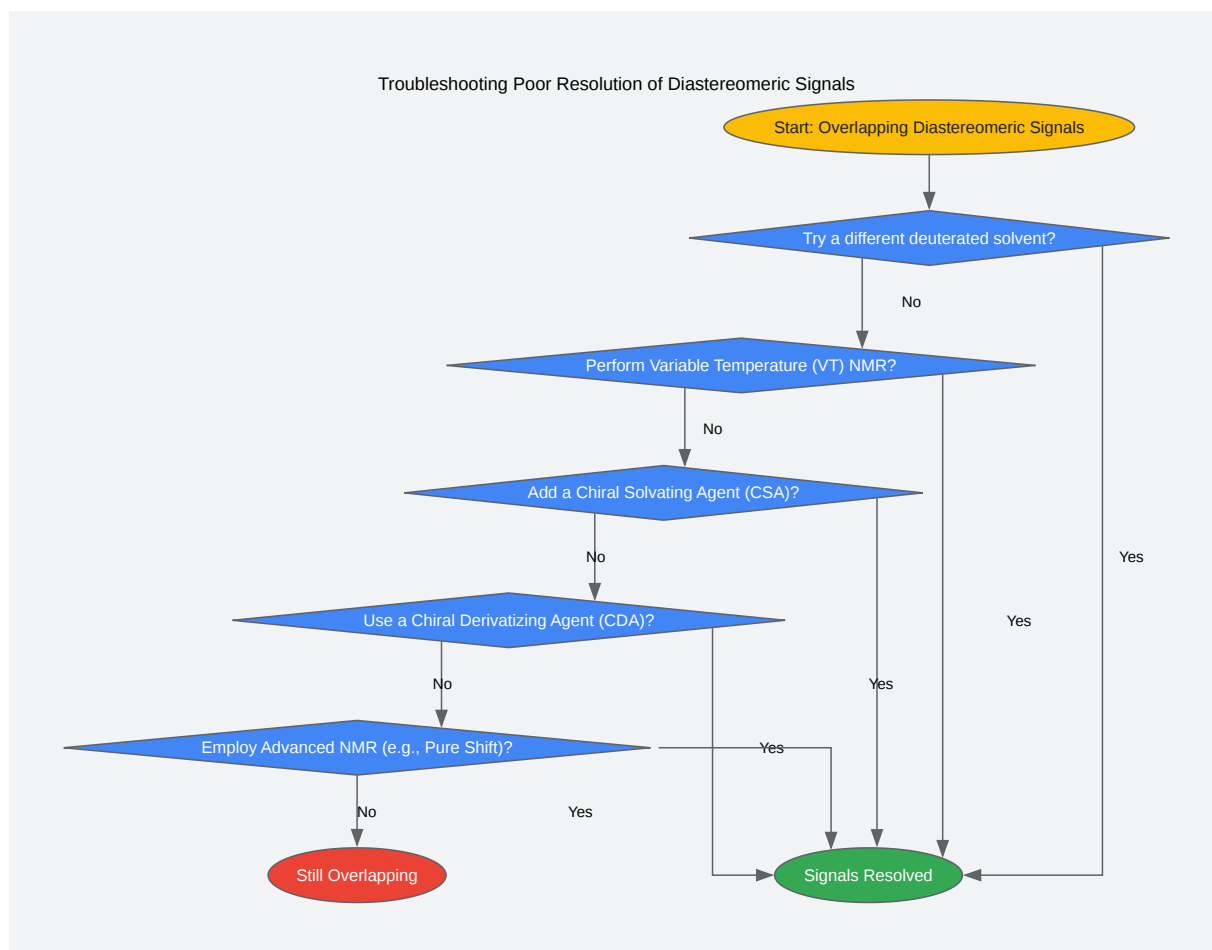 Troubleshooting Poor Resolution of Diastereomeric Signals
Start: Overlapping Diastereomeric Signals
Try a different deuterated solvent?
No
Perform Variable Temperature (VT) NMR?
No
Add a Chiral Solvating Agent (CSA)?
No
Yes
Use a Chiral Derivatizing Agent (CDA)?
Yes
No
Yes
Employ Advanced NMR (e.g., Pure Shift)?
Yes
No
Yes
Still Overlapping
Signals Resolved